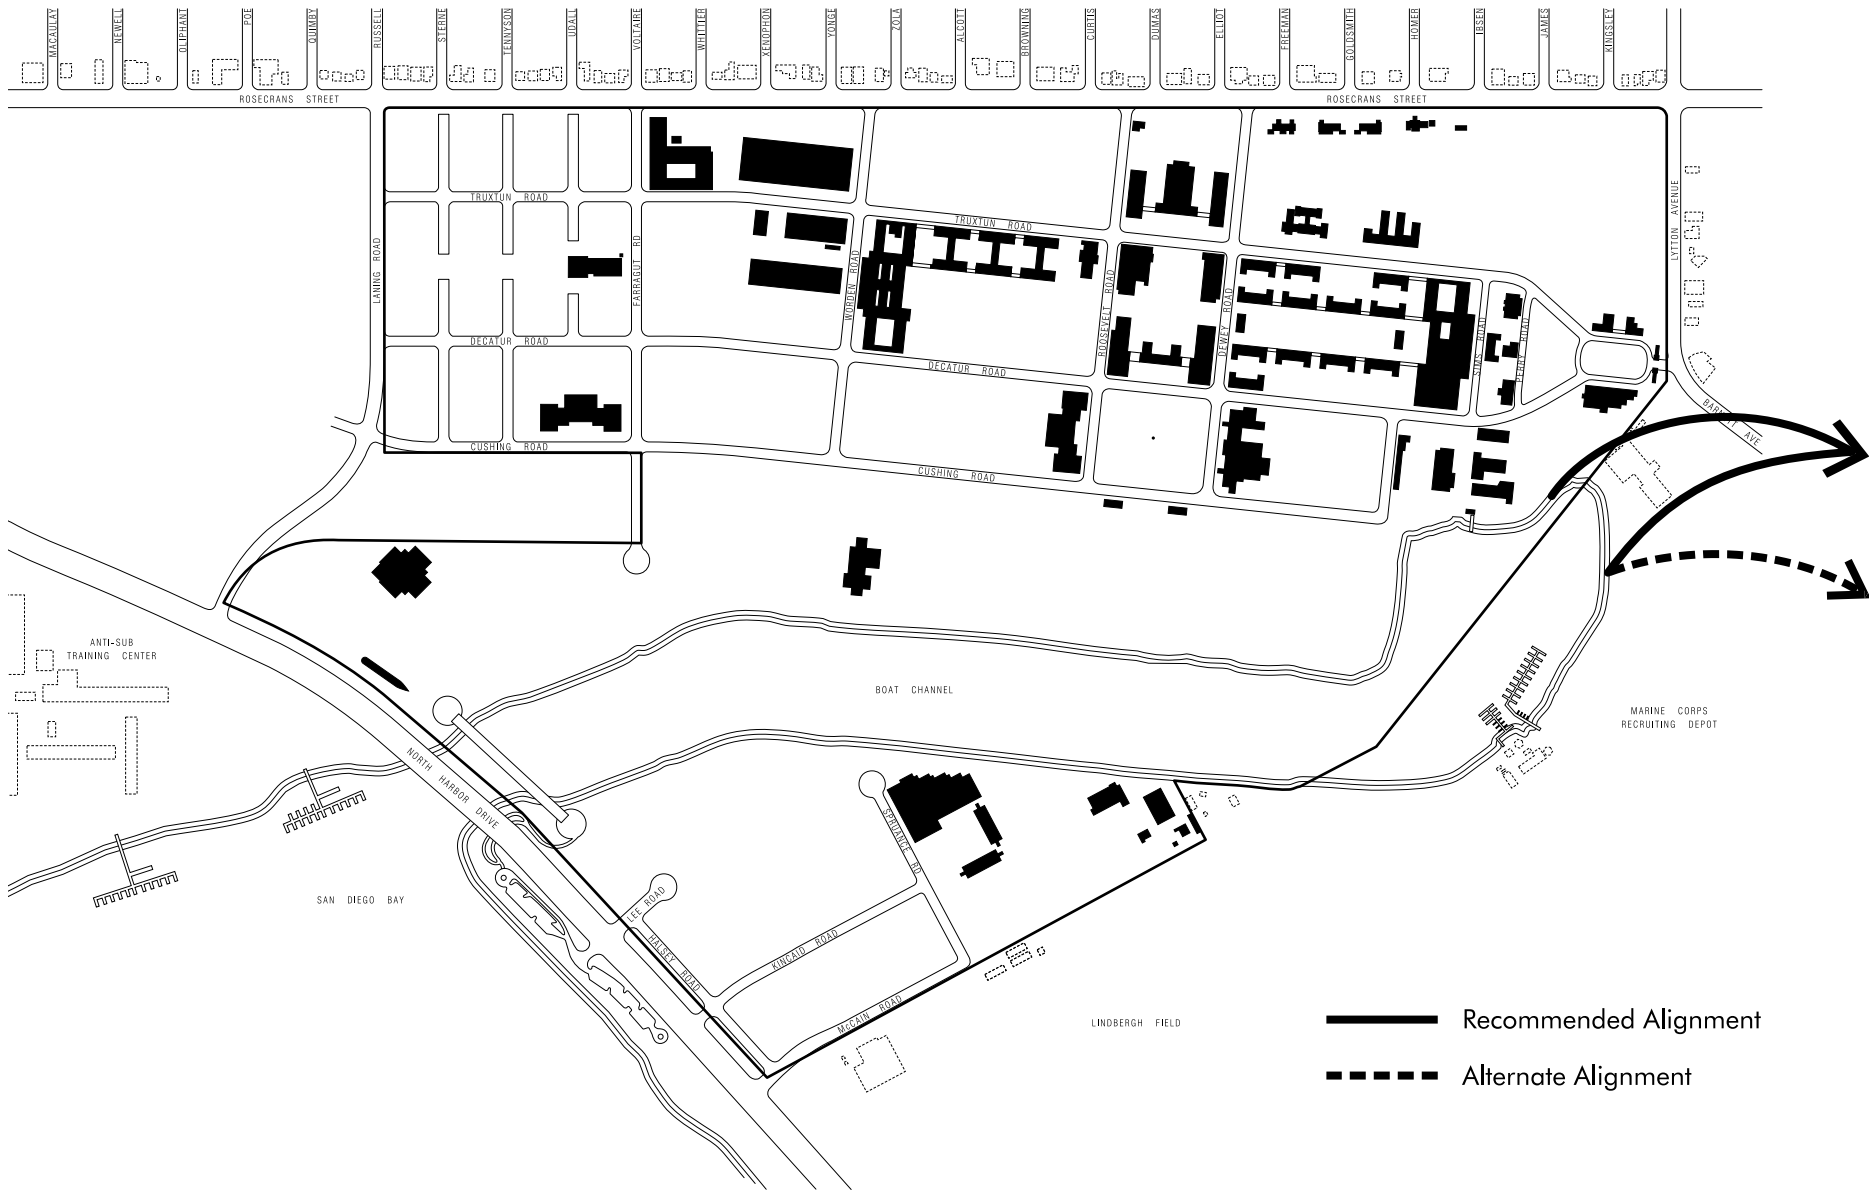 MACAULAY
NEWELL
OLIPHANT
POE
QUIMBY
RUSSELL
STERNE
TENNYSON
UDALL
VOLTAIRE
WHITTIER
XENOPHON
YONGE
ZOLA
ALCOTT
BROWNING
CURTIS
DUMAS
ELIOT
FREEMAN
GOLDSMITH
HOMER
IBSEN
JAMES
KINGSLEY
ROSECRANS STREET
ROSECRANS STREET
TRUXTUN ROAD
TRUXTUN ROAD
LANING ROAD
FARRAGUT RD
WORDEN ROAD
ROOSEVELT ROAD
DEWEY ROAD
SIMS ROAD
PERRY ROAD
LYTTON AVENUE
DECATUR ROAD
DECATUR ROAD
BARNETT AVE
CUSHING ROAD
CUSHING ROAD
ANTI-SUB
TRAINING CENTER
BOAT CHANNEL
MARINE CORPS
RECRUITING DEPOT
NORTH HARBOR DRIVE
SPRUANCE RD
SAN DIEGO BAY
LEE ROAD
HALSEY ROAD
KINCAID ROAD
McCAIN ROAD
LINDBERGH FIELD
Recommended Alignment
Alternate Alignment